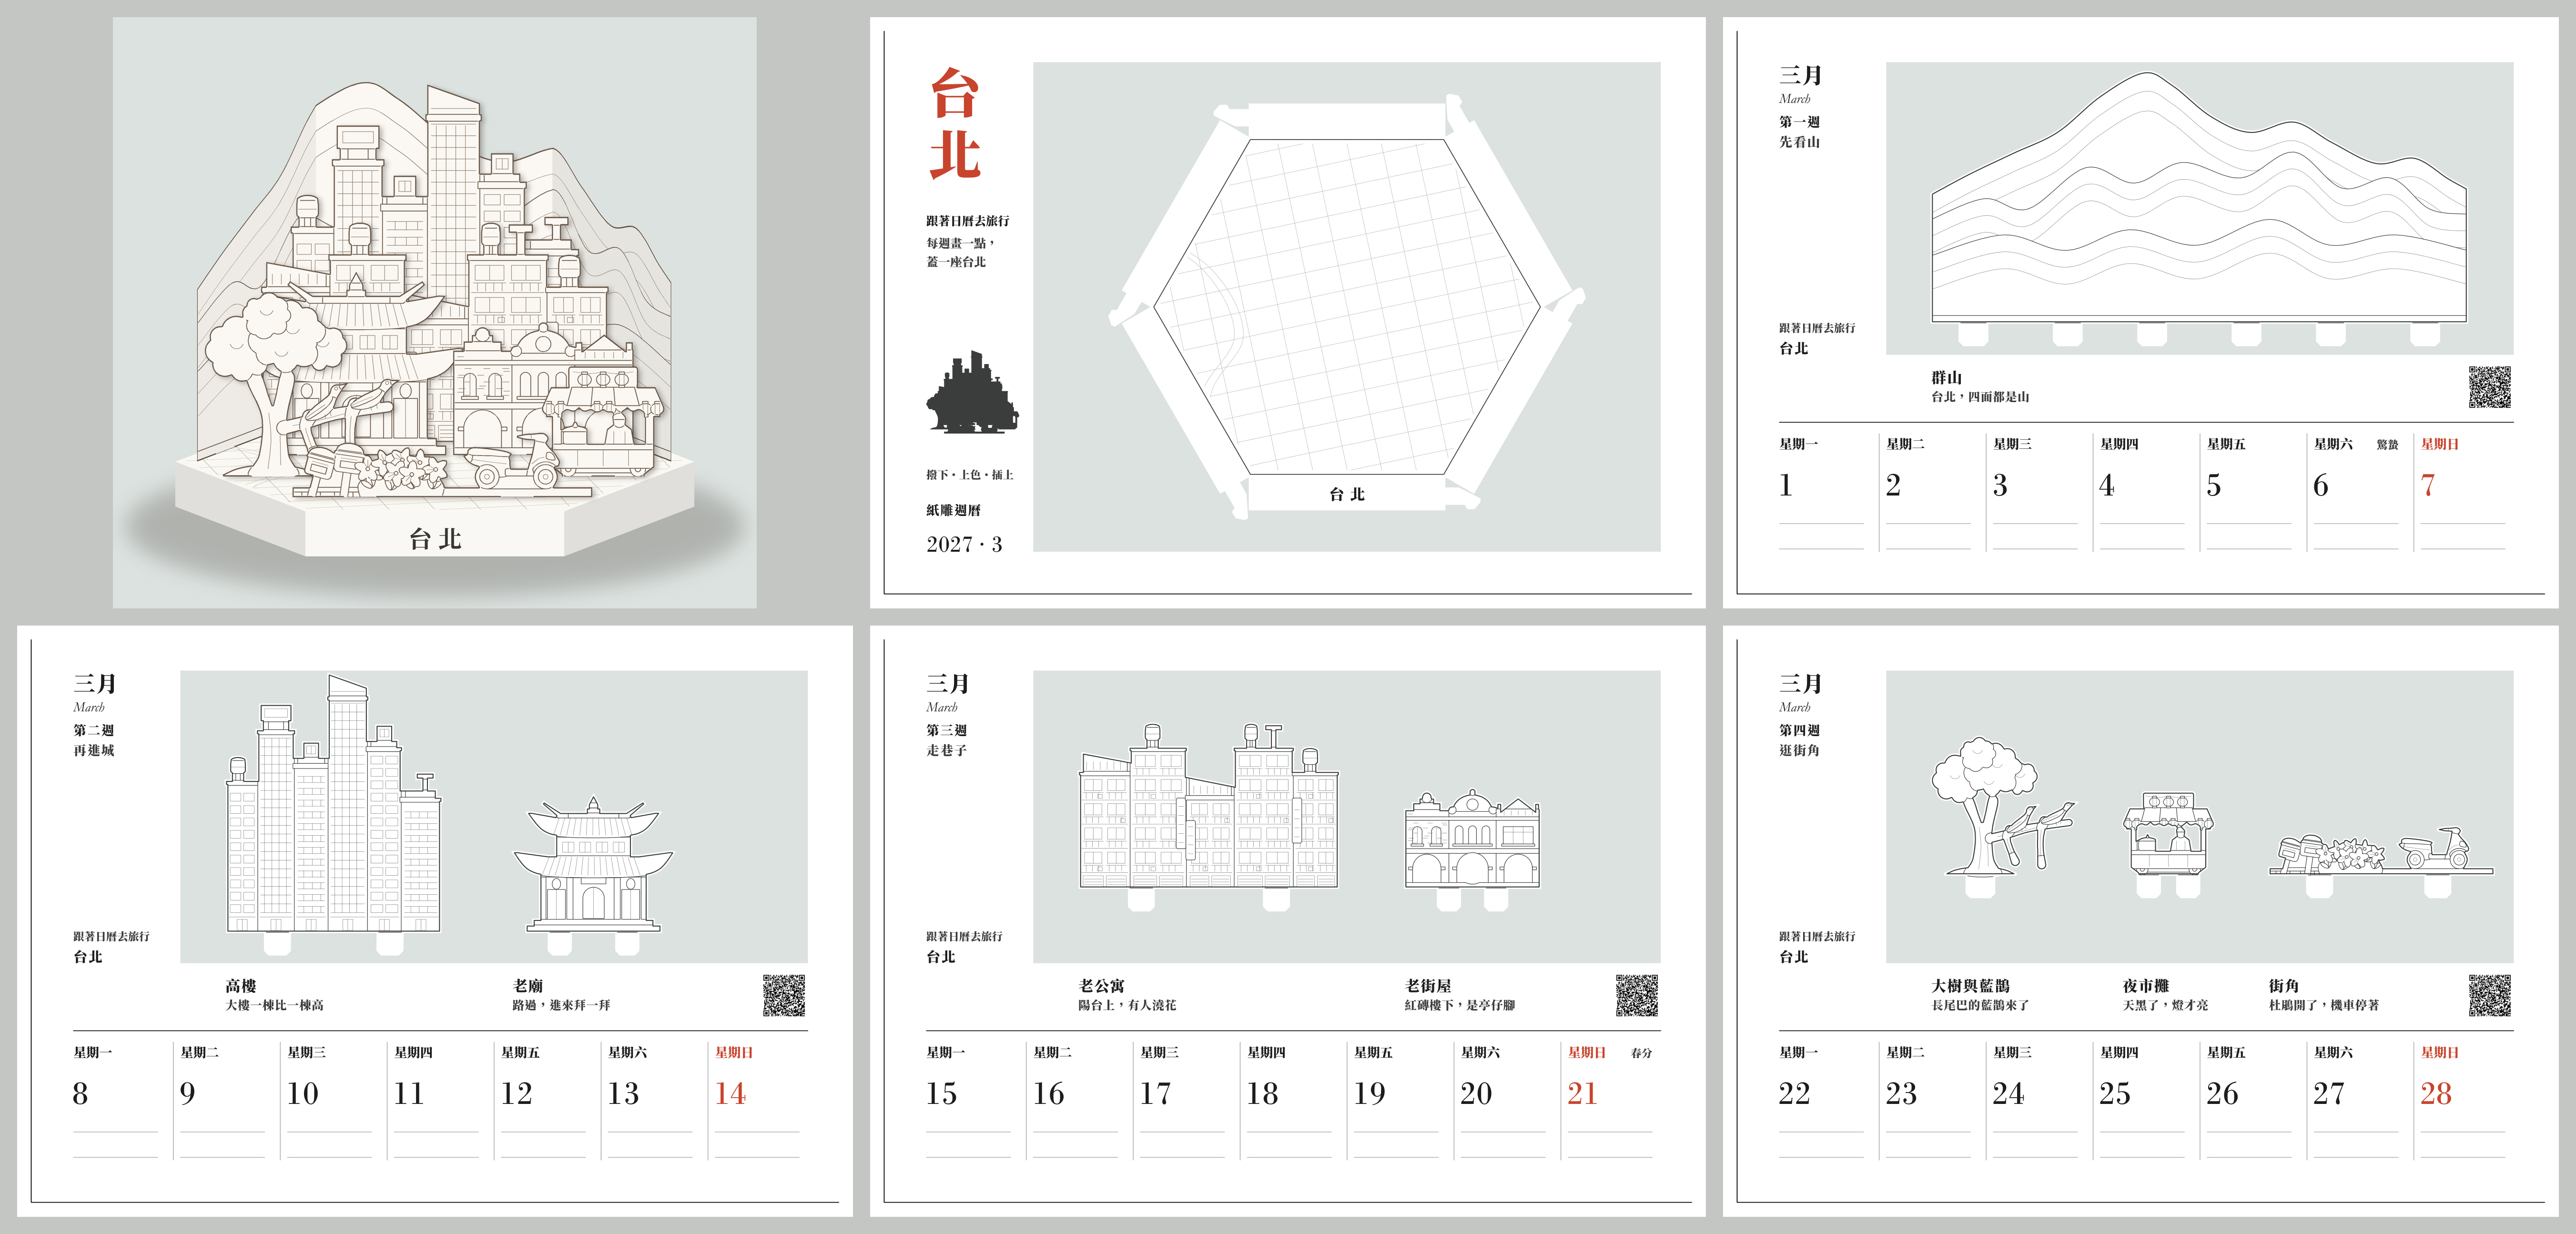 台北
台
北
跟著日曆去旅行
每週畫一點，
蓋一座台北
撥下・上色・插上
紙雕週曆
2027・3
台北
三月
March
第一週
先看山
跟著日曆去旅行
台北
群山
台北，四面都是山
星期一 星期二 星期三 星期四 星期五 星期六 驚蟄 星期日
1 2 3 4 5 6 7
三月
March
第二週
再進城
跟著日曆去旅行
台北
高樓
大樓一棟比一棟高
老廟
路過，進來拜一拜
星期一 星期二 星期三 星期四 星期五 星期六 星期日
8 9 10 11 12 13 14
三月
March
第三週
走巷子
跟著日曆去旅行
台北
老公寓
陽台上，有人澆花
老街屋
紅磚樓下，是亭仔腳
星期一 星期二 星期三 星期四 星期五 星期六 星期日 春分
15 16 17 18 19 20 21
三月
March
第四週
逛街角
跟著日曆去旅行
台北
大樹與藍鵲
長尾巴的藍鵲來了
夜市攤
天黑了，燈才亮
街角
杜鵑開了，機車停著
星期一 星期二 星期三 星期四 星期五 星期六 星期日
22 23 24 25 26 27 28